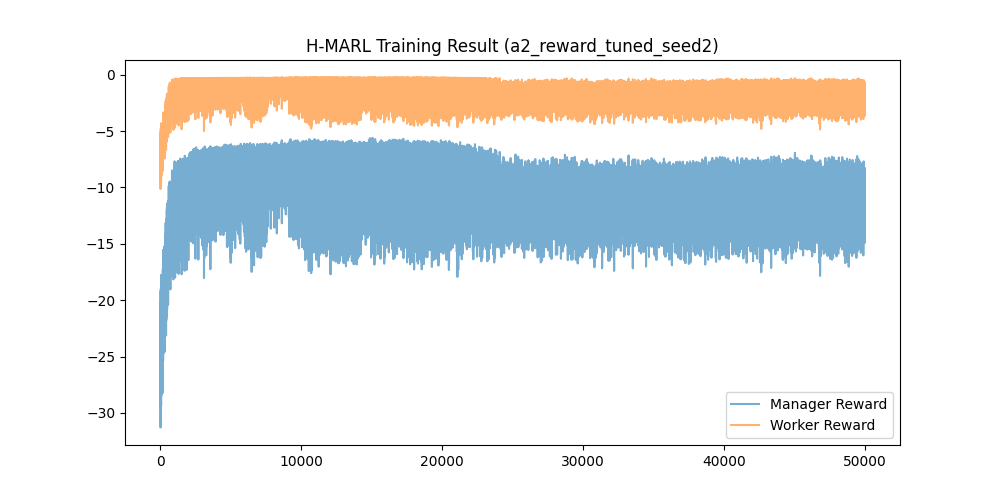 H-MARL Training Result (a2_reward_tuned_seed2)
0
−5
−10
−15
−20
−25
−30
Manager Reward
Worker Reward
0 10000 20000 30000 40000 50000